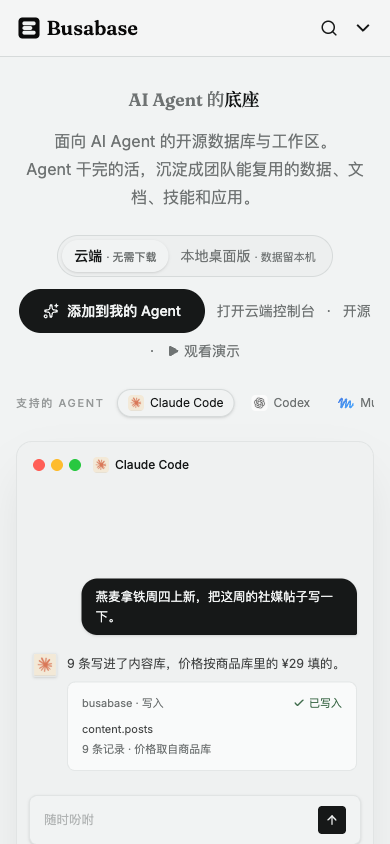 Busabase
AI Agent 的底座
面向 AI Agent 的开源数据库与工作区。
Agent 干完的活，沉淀成团队能复用的数据、文
档、技能和应用。
云端 · 无需下载 本地桌面版 · 数据留本机
添加到我的 Agent 打开云端控制台 · 开源
· 观看演示
支持的 AGENT Claude Code Codex Mu
Claude Code
燕麦拿铁周四上新，把这周的社媒帖子写一
下。
9 条写进了内容库，价格按商品库里的 ¥29 填的。
busabase · 写入 已写入
content.posts
9 条记录 · 价格取自商品库
随时吩咐